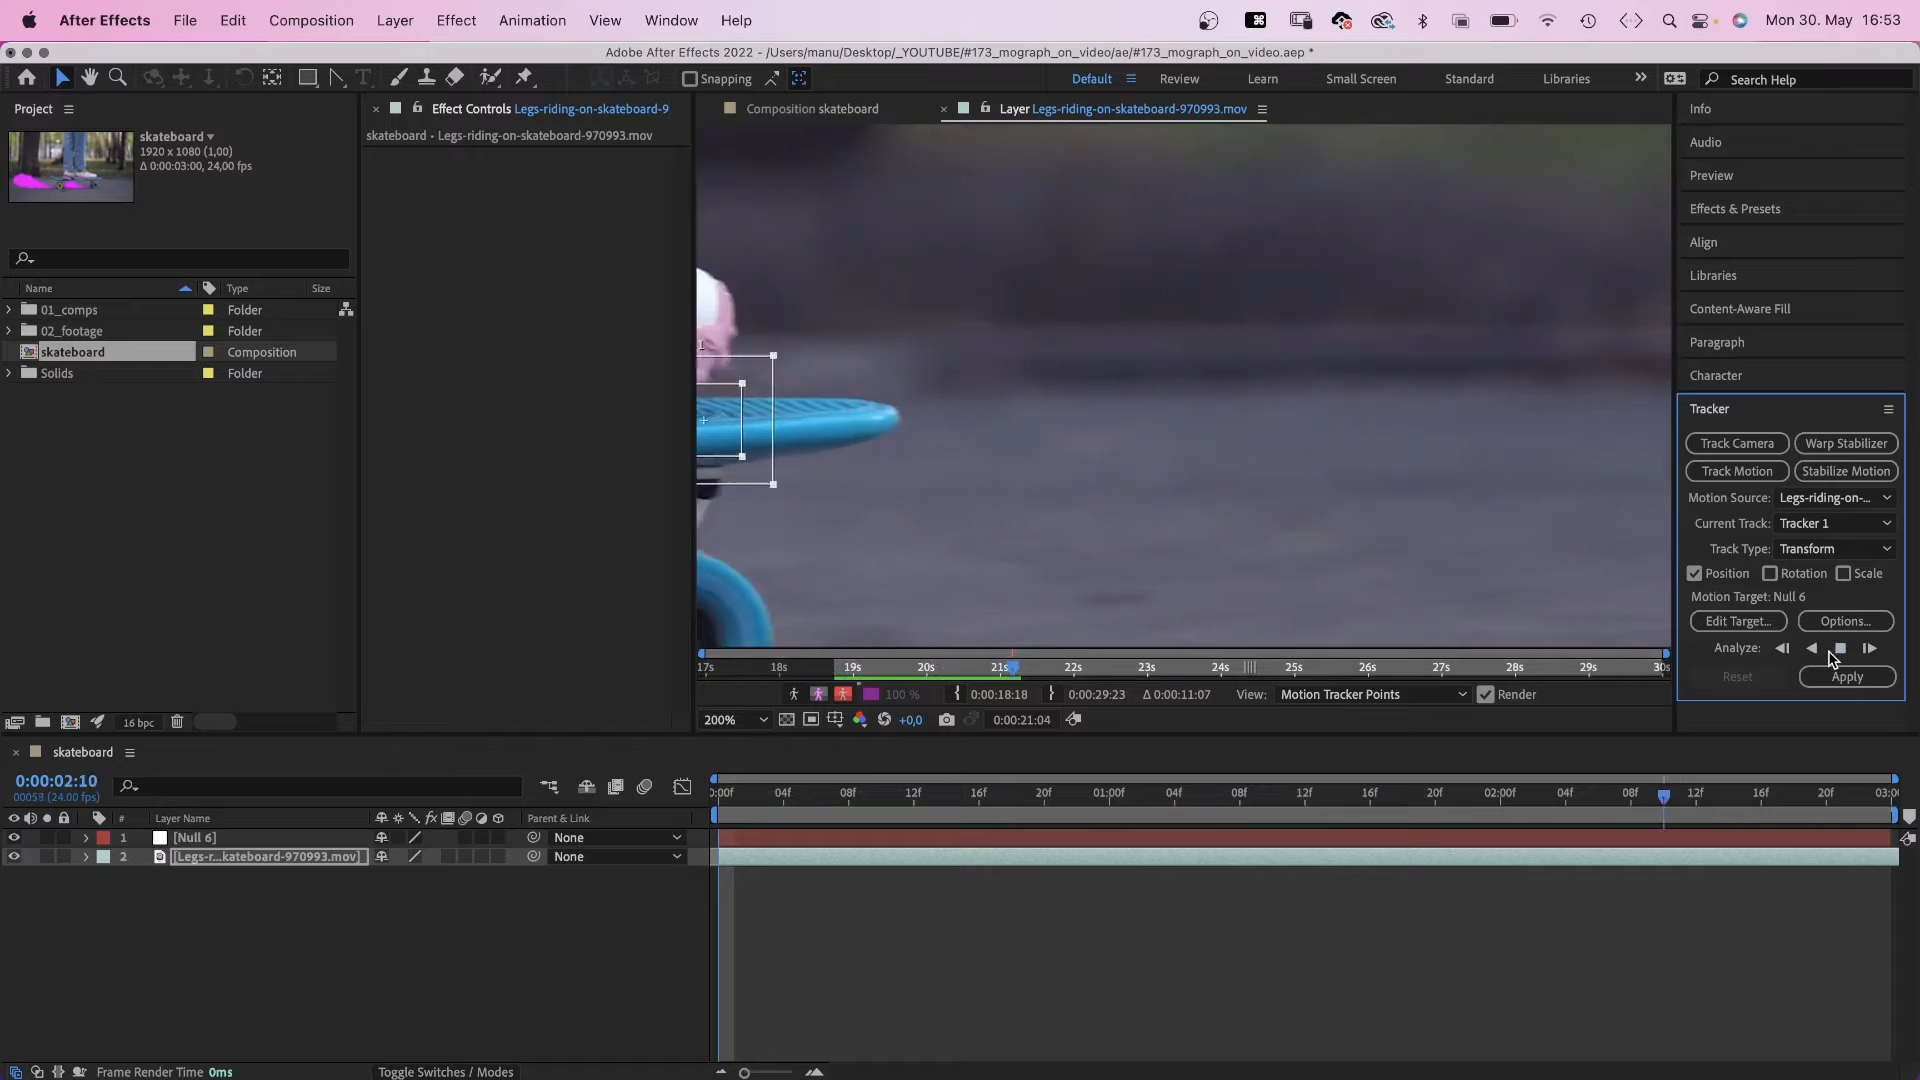 After Effects File Edit Composition Layer Effect Animation View Window Help Mon 30. May 16:53
Adobe After Effects 2022 - /Users/manu/Desktop/_YOUTUBE/#173_mograph_on_video/ae/#173_mograph_on_video.aep *
Snapping Default Review Learn Small Screen Standard Libraries Search Help
Project
skateboard
1920 x 1080 (1,00)
Δ 0:00:03:00, 24,00 fps
Name Type Size
01_comps Folder
02_footage Folder
skateboard Composition
Solids Folder
16 bpc
Effect Controls Legs-riding-on-skateboard-9
skateboard • Legs-riding-on-skateboard-970993.mov
Composition skateboard
Layer Legs-riding-on-skateboard-970993.mov
1
17s 18s 19s 20s 21s 22s 23s 24s 25s 26s 27s 28s 29s 30s
100 % 0:00:18:18 0:00:29:23 Δ 0:00:11:07 View: Motion Tracker Points Render
200% +0,0 0:00:21:04
Info
Audio
Preview
Effects & Presets
Align
Libraries
Content-Aware Fill
Paragraph
Character
Tracker
Track Camera Warp Stabilizer
Track Motion Stabilize Motion
Motion Source: Legs-riding-on-...
Current Track: Tracker 1
Track Type: Transform
Position Rotation Scale
Motion Target: Null 6
Edit Target... Options...
Analyze:
Reset Apply
skateboard
0:00:02:10
00058 (24.00 fps)
0:00f 04f 08f 12f 16f 20f 01:00f 04f 08f 12f 16f 20f 02:00f 04f 08f 12f 16f 20f 03:00
# Layer Name Parent & Link
1 [Null 6] None
2 [Legs-r...kateboard-970993.mov] None
Frame Render Time 0ms Toggle Switches / Modes